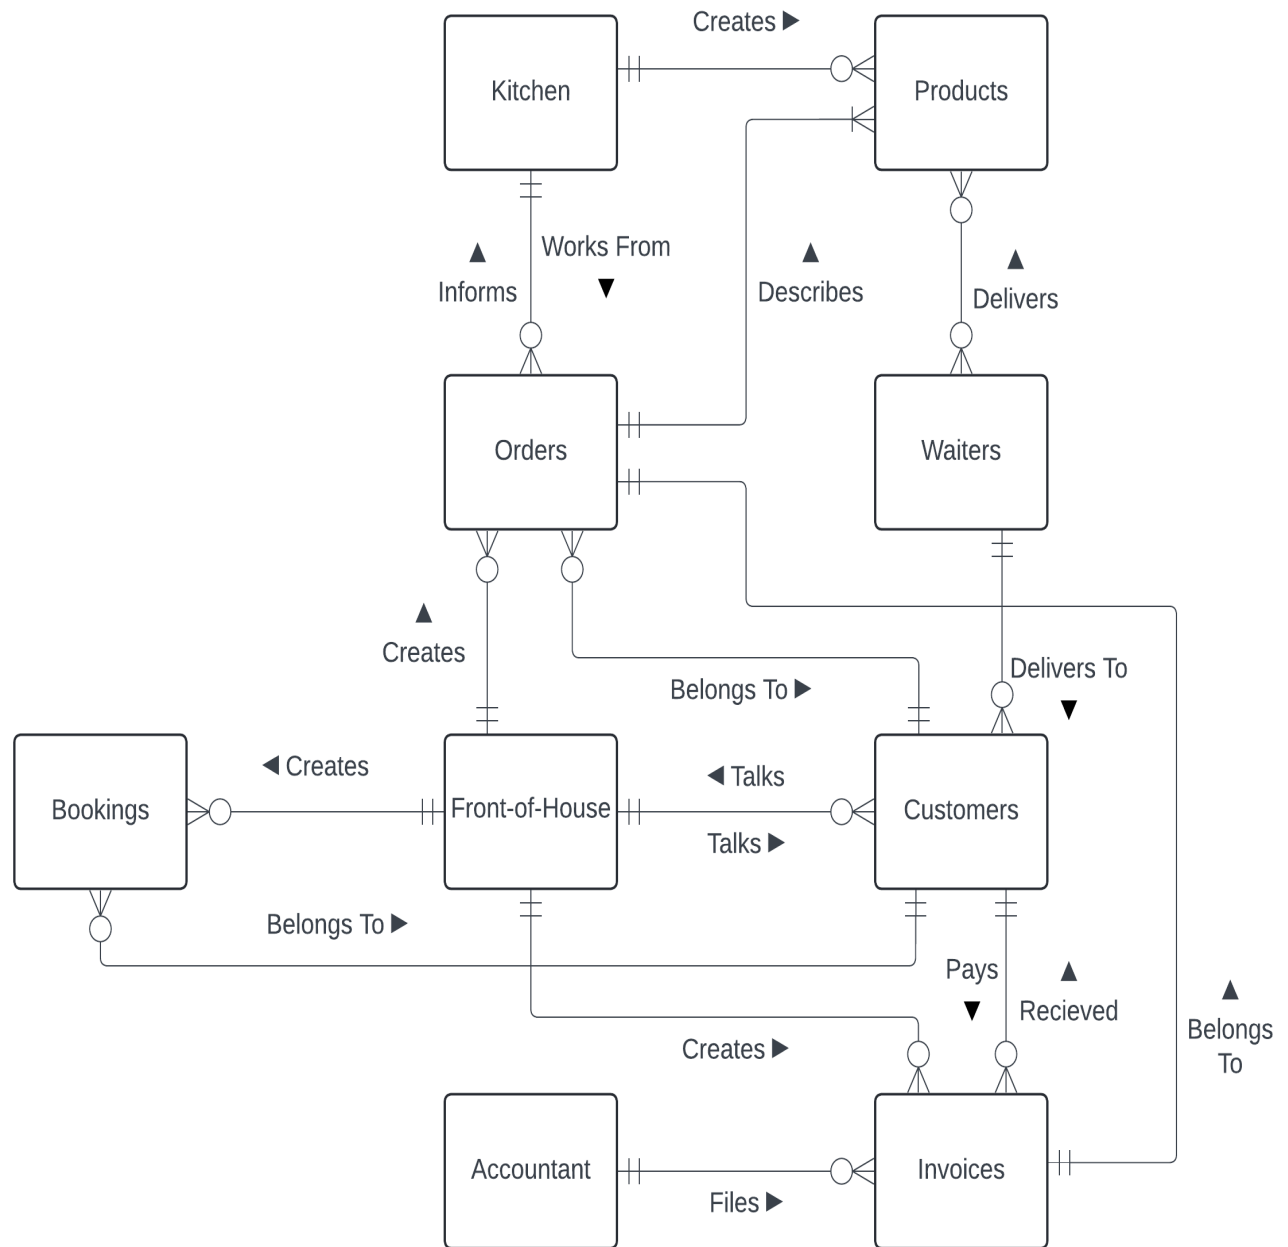 Creates
Kitchen
Products
Works From
Informs
Describes
Delivers
Orders
Waiters
Creates
Belongs To
Delivers To
Bookings
Creates
Front-of-House
Talks
Talks
Customers
Belongs To
Pays
Recieved
Creates
Belongs
To
Accountant
Files
Invoices